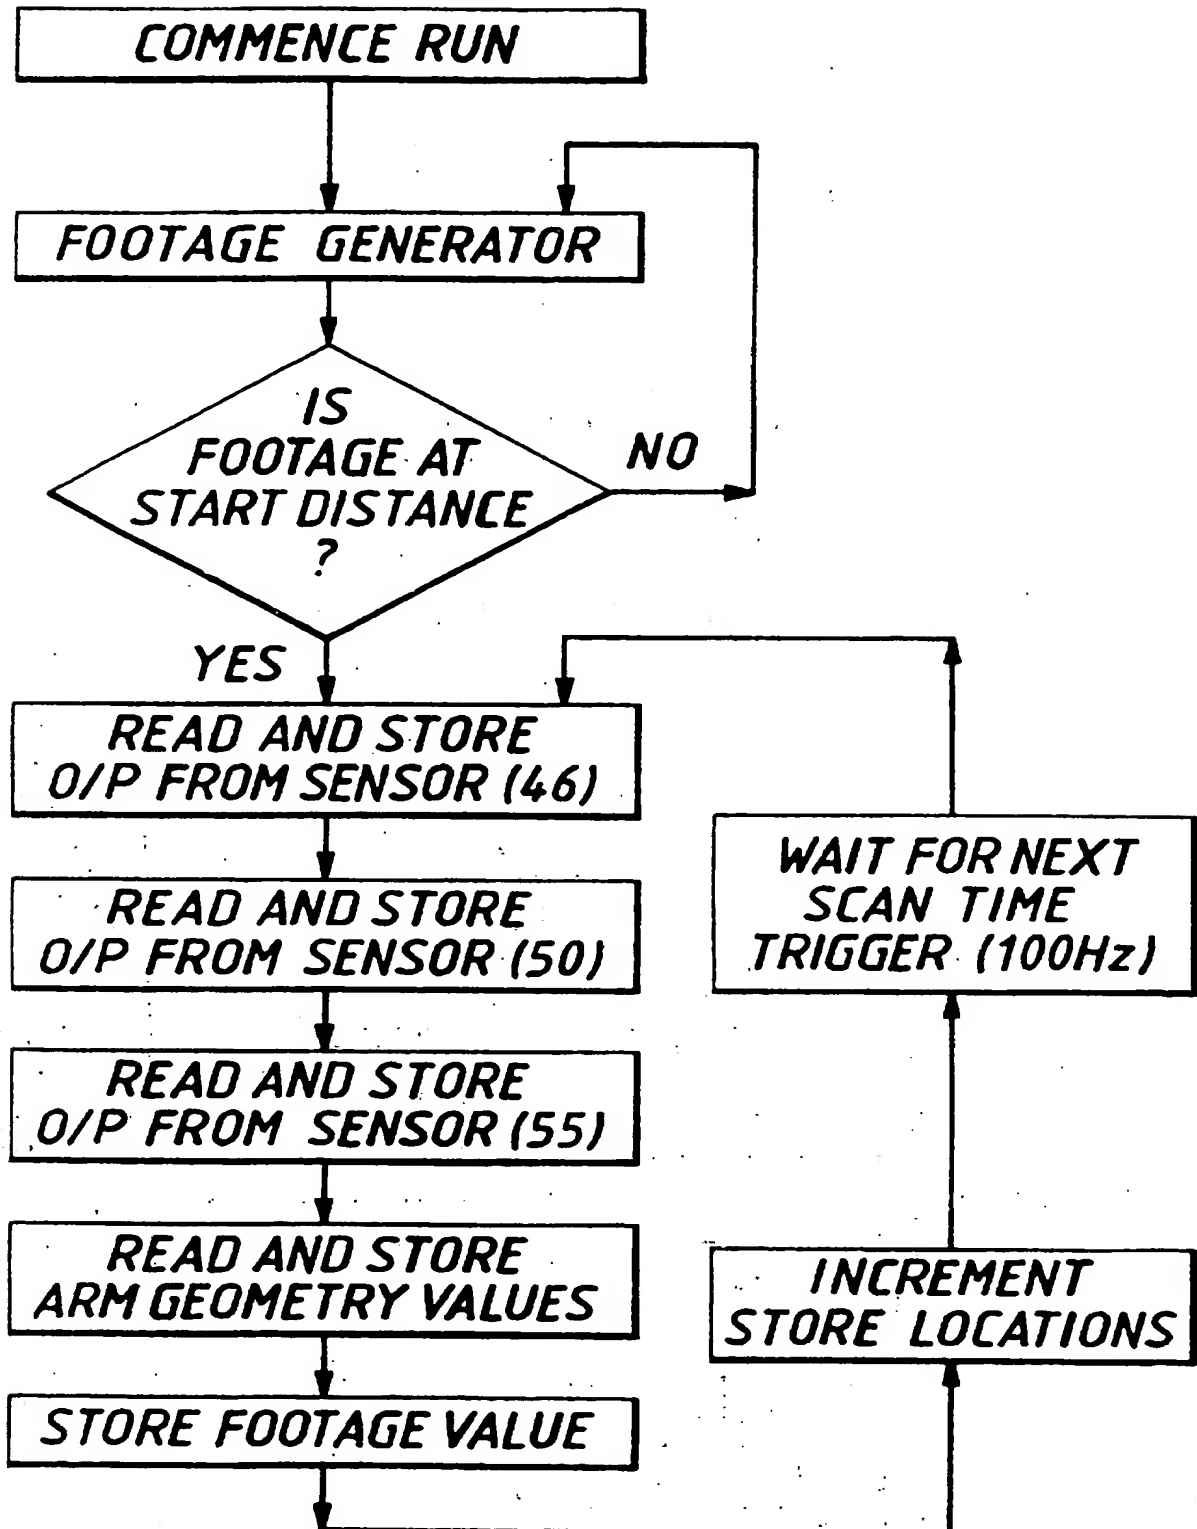 COMMENCE RUN
FOOTAGE GENERATOR
IS
FOOTAGE AT
START DISTANCE
?
NO
YES
READ AND STORE
O/P FROM SENSOR (46)
READ AND STORE
O/P FROM SENSOR (50)
READ AND STORE
O/P FROM SENSOR (55)
READ AND STORE
ARM GEOMETRY VALUES
STORE FOOTAGE VALUE
WAIT FOR NEXT
SCAN TIME
TRIGGER (100Hz)
INCREMENT
STORE LOCATIONS